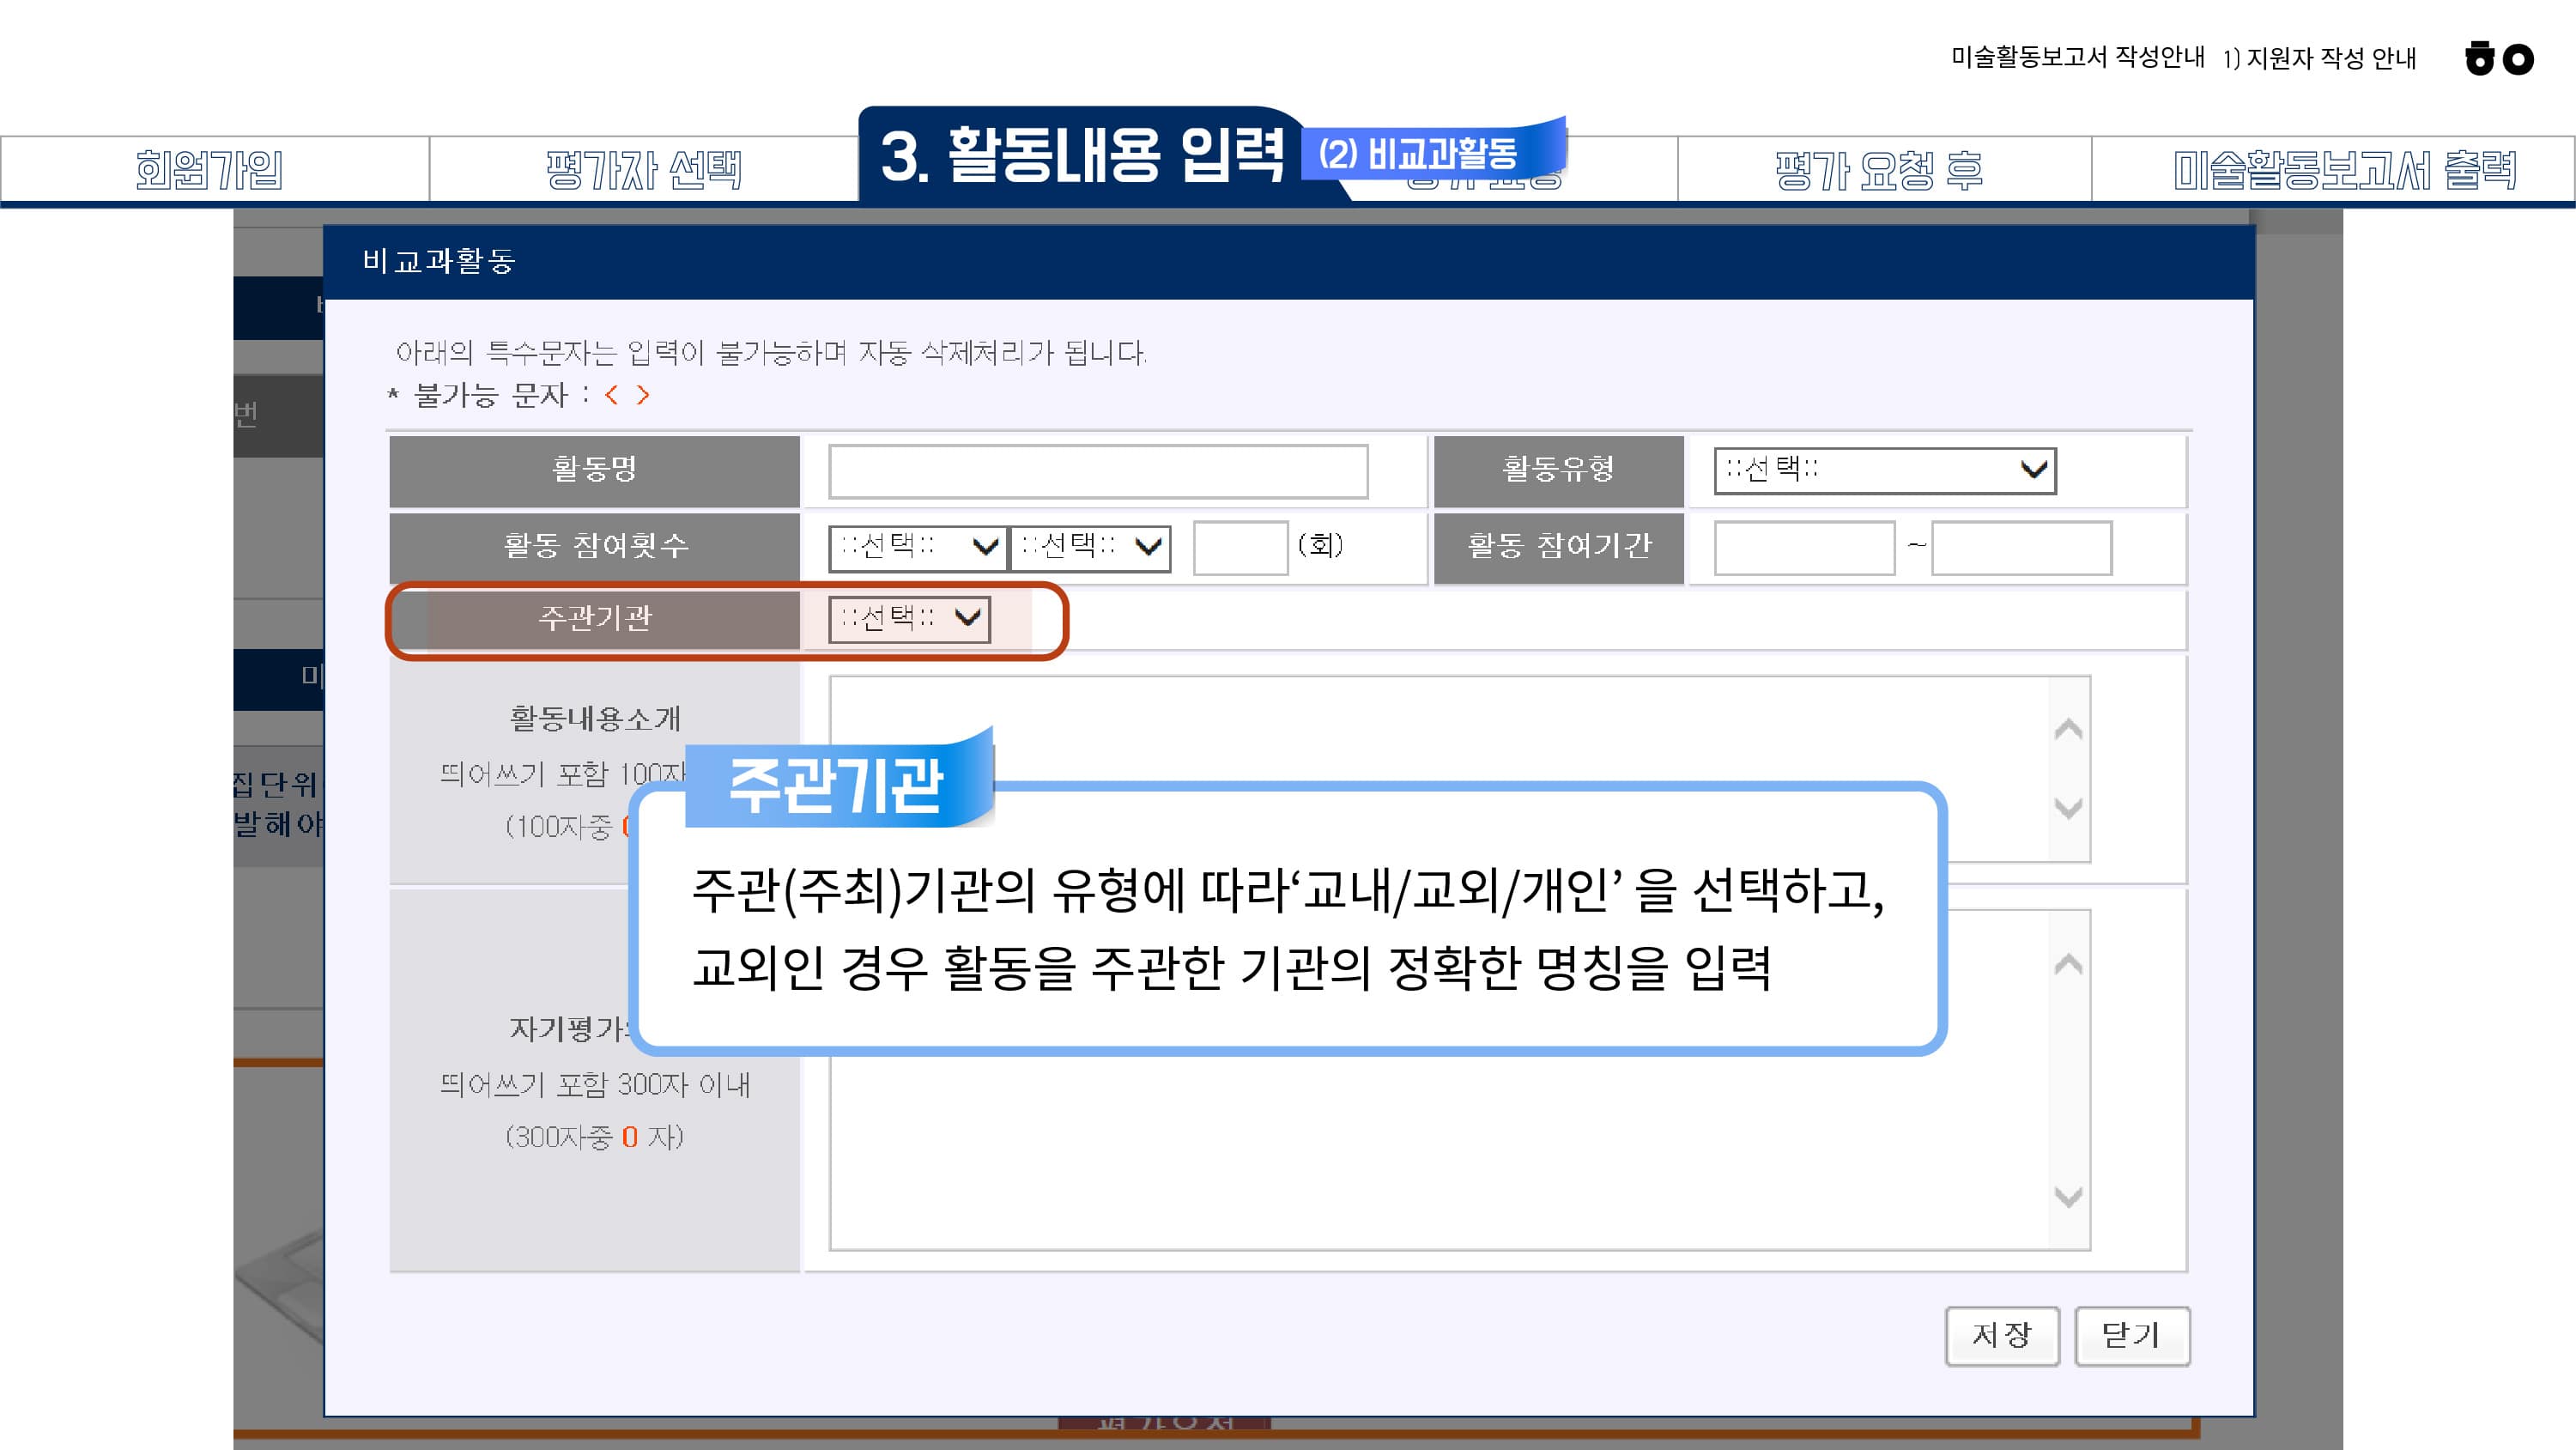 미술활동보고서 작성안내 1) 지원자 작성 안내
회원가입
평가자 선택
3. 활동내용 입력
(2) 비교과활동
평가 요청 후
미술활동보고서 출력
비교과활동
아래의 특수문자는 입력이 불가능하며 자동 삭제처리가 됩니다.
* 불가능 문자 : < >
번
활동명
활동유형
::선택::
활동 참여횟수
::선택:: ::선택:: (회)
활동 참여기간
~
주관기관
::선택::
활동내용소개
띄어쓰기 포함 100자
(100자중
집단위
발해야
주관기관
주관(주최)기관의 유형에 따라‘교내/교외/개인’ 을 선택하고,
교외인 경우 활동을 주관한 기관의 정확한 명칭을 입력
자기평가
띄어쓰기 포함 300자 이내
(300자중 0 자)
저장
닫기